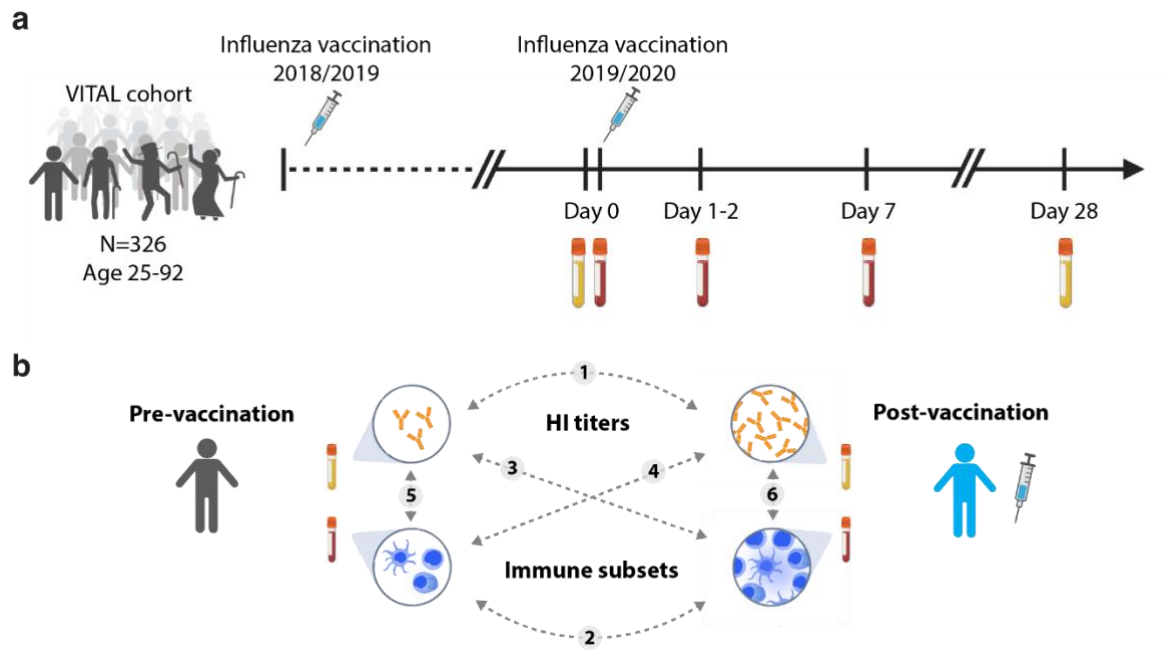 a
Influenza vaccination
2018/2019
Influenza vaccination
2019/2020
VITAL cohort
N=326
Age 25-92
Day 0
Day 1-2
Day 7
Day 28
b
1
Pre-vaccination
HI titers
Post-vaccination
3
4
5
6
Immune subsets
2